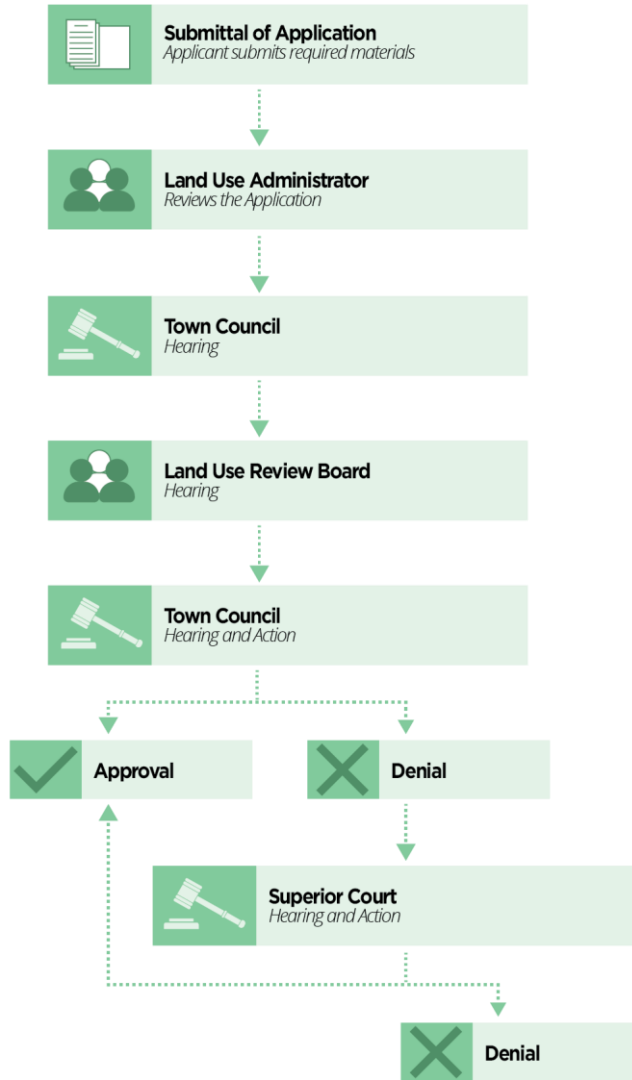 Submittal of Application
Applicant submits required materials
Land Use Administrator
Reviews the Application
Town Council
Hearing
Land Use Review Board
Hearing
Town Council
Hearing and Action
Approval
Denial
Superior Court
Hearing and Action
Denial